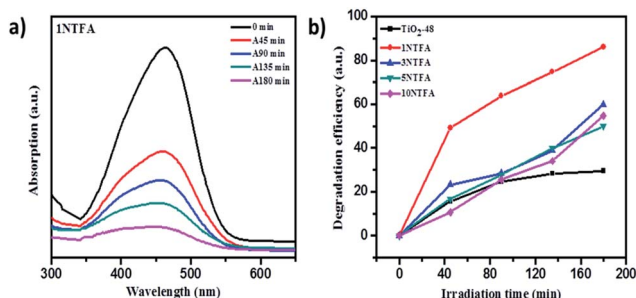 a)
1NTFA
0 min
A45 min
A90 min
A135 min
A180 min
Absorption (a.u.)
300 400 500 600
Wavelength (nm)
b)
TiO₂-48
1NTFA
3NTFA
5NTFA
10NTFA
Degradation efficiency (a.u.)
100
80
60
40
20
0
0 40 80 120 160 200
Irradiation time (min)